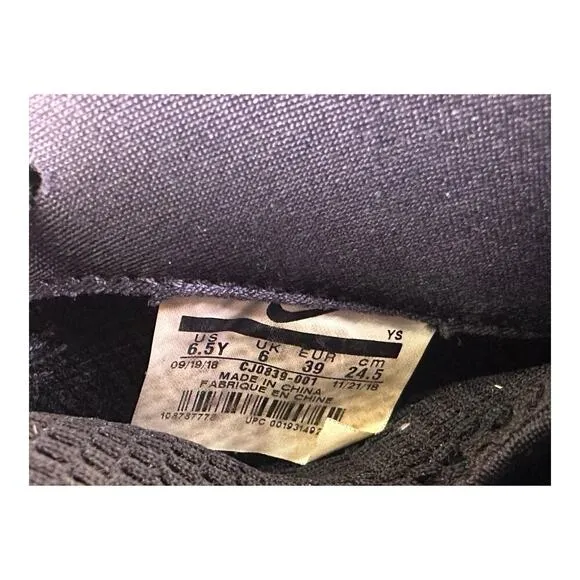 YS
US UK EUR cm
6.5Y 6 39 24.5
09/19/18 CJ0839-001 11/21/18
MADE IN CHINA
FABRIQUE EN CHINE
UPC 00193149